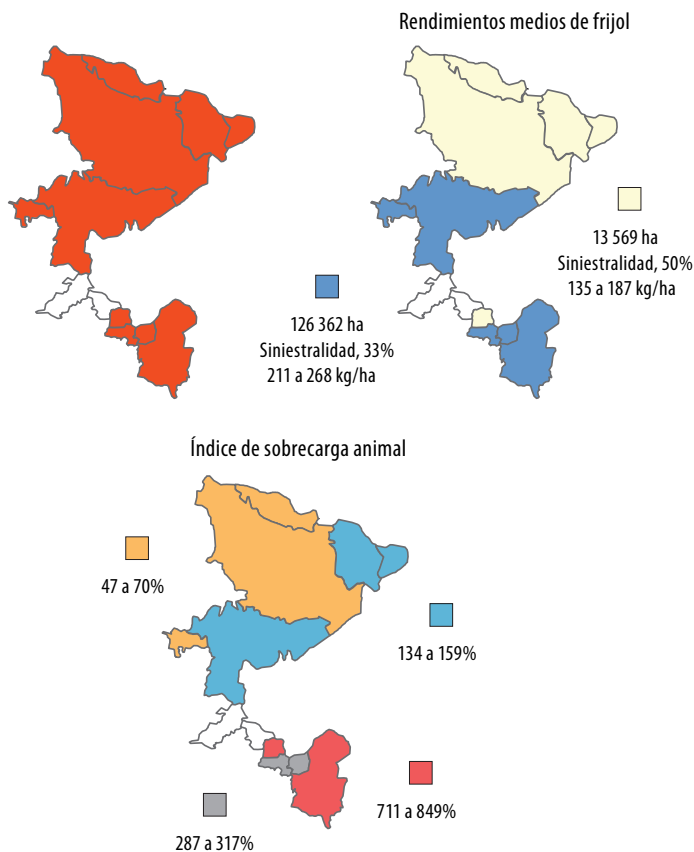 Rendimientos medios de frijol
13 569 ha
Siniestralidad, 50%
135 a 187 kg/ha
126 362 ha
Siniestralidad, 33%
211 a 268 kg/ha
Índice de sobrecarga animal
47 a 70%
134 a 159%
711 a 849%
287 a 317%